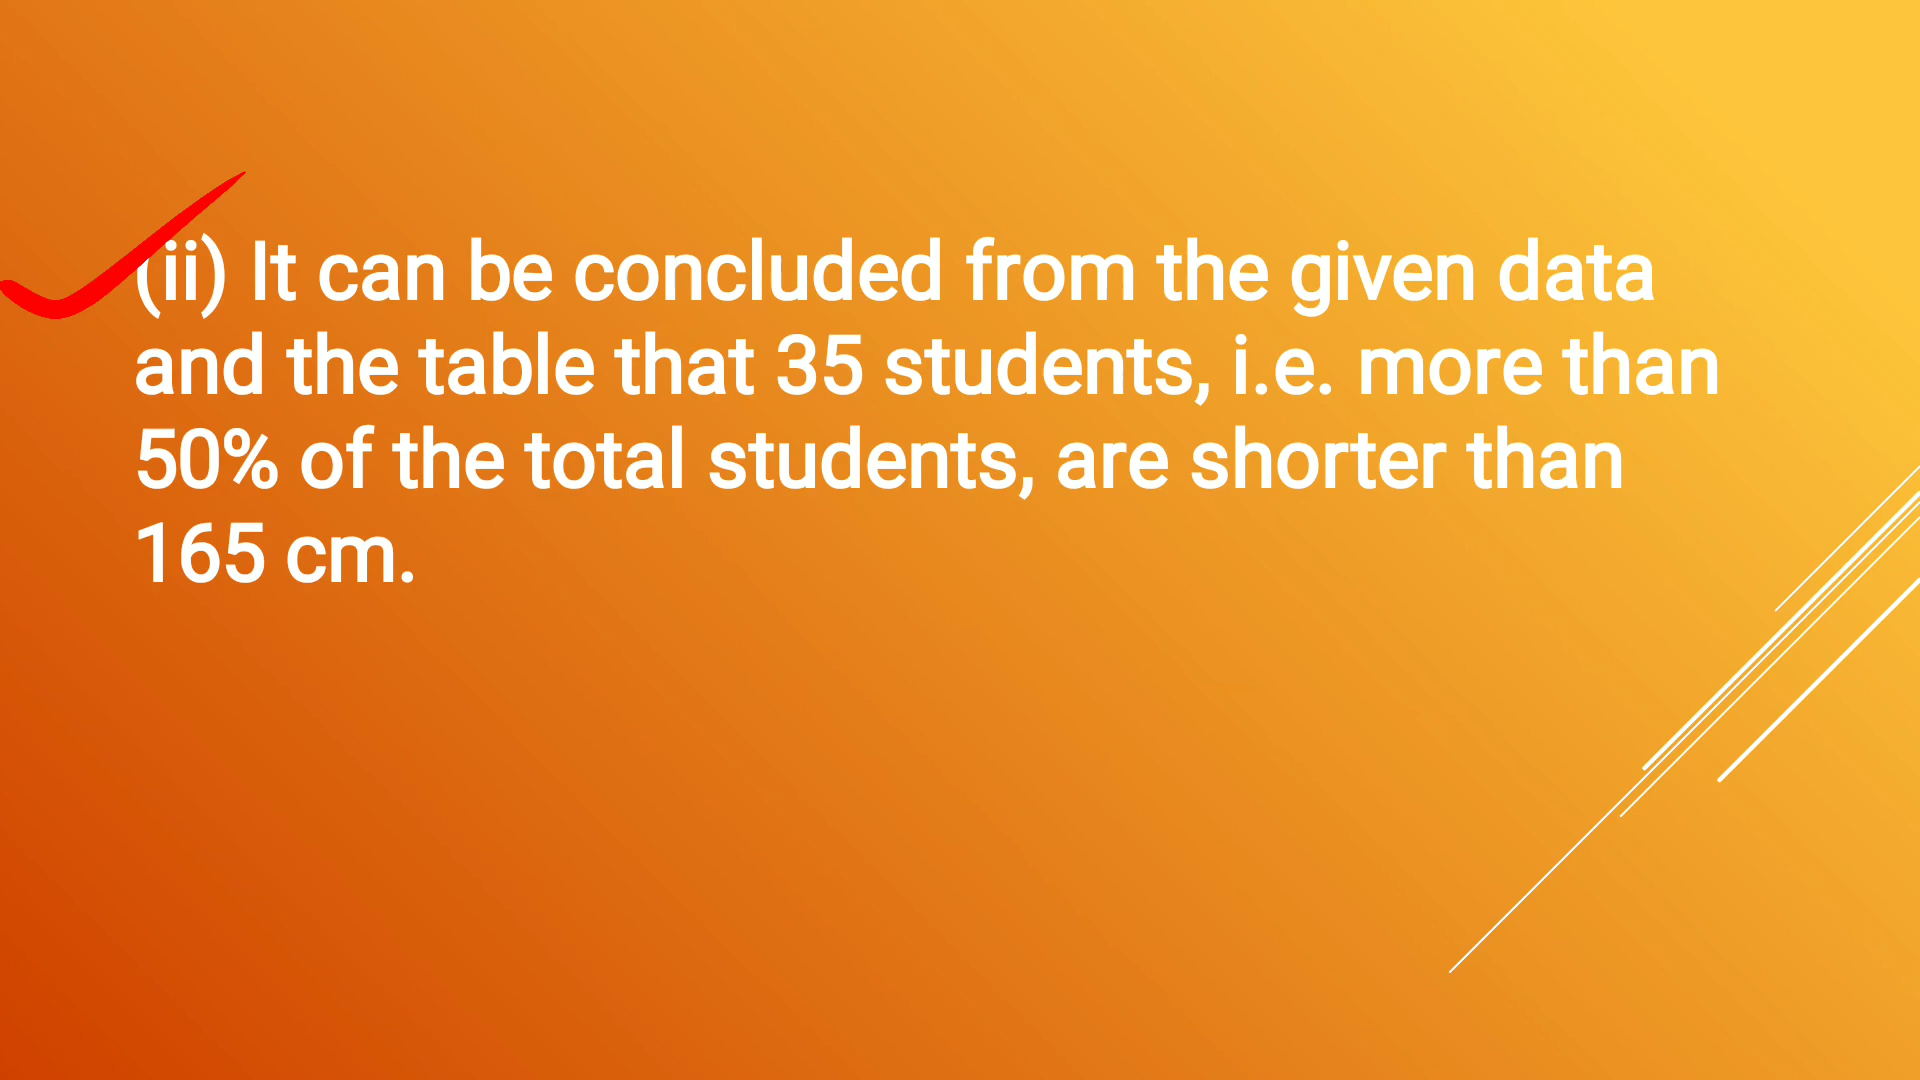 (ii) It can be concluded from the given data
and the table that 35 students, i.e. more than
50% of the total students, are shorter than
165 cm.